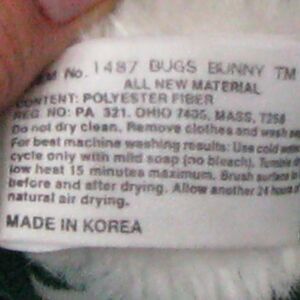 No. 1487 BUGS BUNNY TM
ALL NEW MATERIAL
CONTENT: POLYESTER FIBER
REG NO: PA 321, OHIO 7435, MASS, T258
Do not dry clean. Remove clothes and wash
For best machine washing results: Use cold water
cycle only with mild soap (no bleach). Tumble
low heat 15 minutes maximum. Brush surface
before and after drying. Allow another 24 hours
natural air drying.
MADE IN KOREA